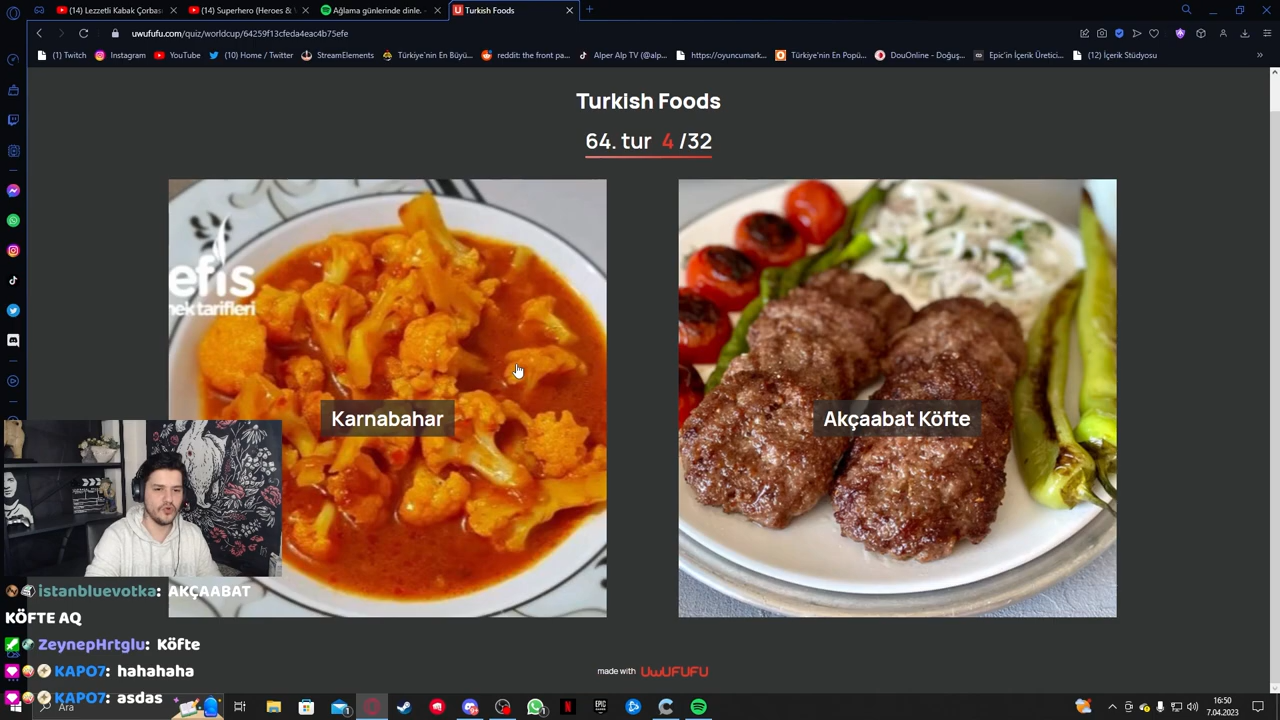 (14) Lezzetli Kabak Çorbas
(14) Superhero (Heroes & V
Ağlama günlerinde dinle. -
Turkish Foods
uwufufu.com/quiz/worldcup/64259f13cfeda4eac4b75efe
(1) Twitch
Instagram
YouTube
(10) Home / Twitter
StreamElements
Türkiye'nin En Büyü...
reddit: the front pa...
Alper Alp TV (@alp...
https://oyuncumark...
Türkiye'nin En Popü...
DouOnline - Doğuş...
Epic'in İçerik Üretici...
(12) İçerik Stüdyosu
Turkish Foods
64. tur 4 /32
efis
ek tarifleri
Karnabahar
Akçaabat Köfte
istanbluevotka: AKÇAABAT
KÖFTE AQ
ZeynepHrtglu: Köfte
KAPO7: hahahaha
KAPO7: asdas
made with UWUFUFU
Ara
16:50
7.04.2023